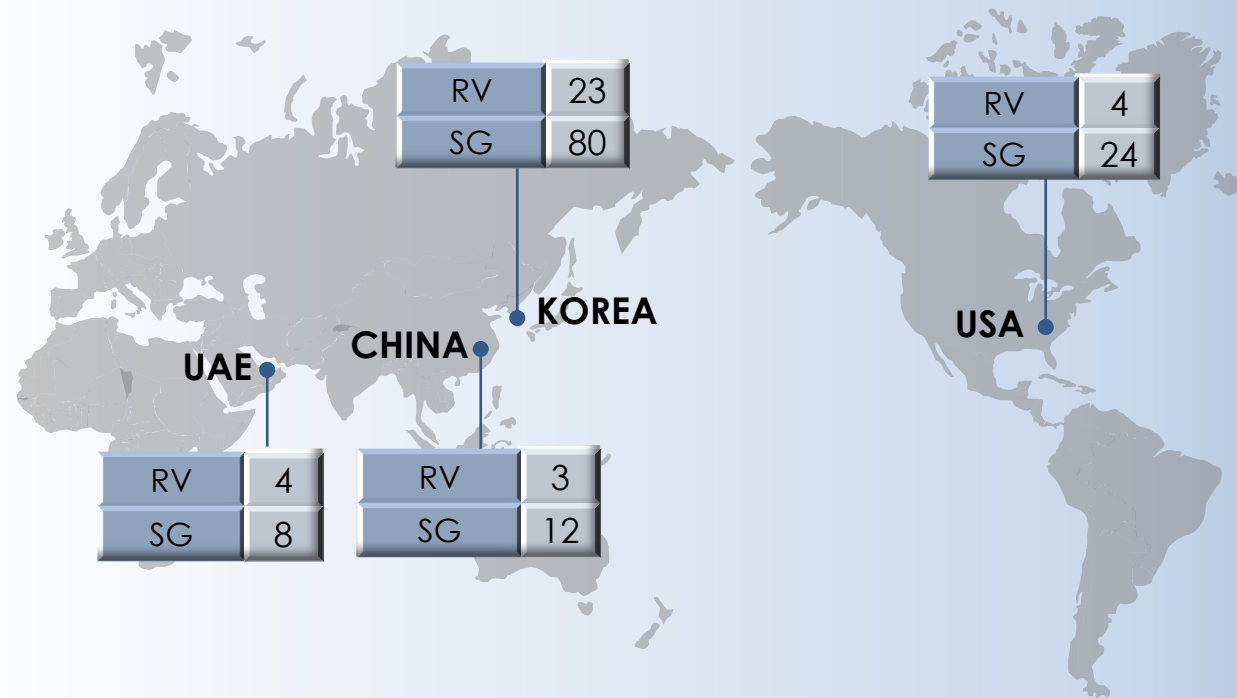 RV 23
SG 80
RV 4
SG 24
KOREA
USA
CHINA
UAE
RV 4
SG 8
RV 3
SG 12